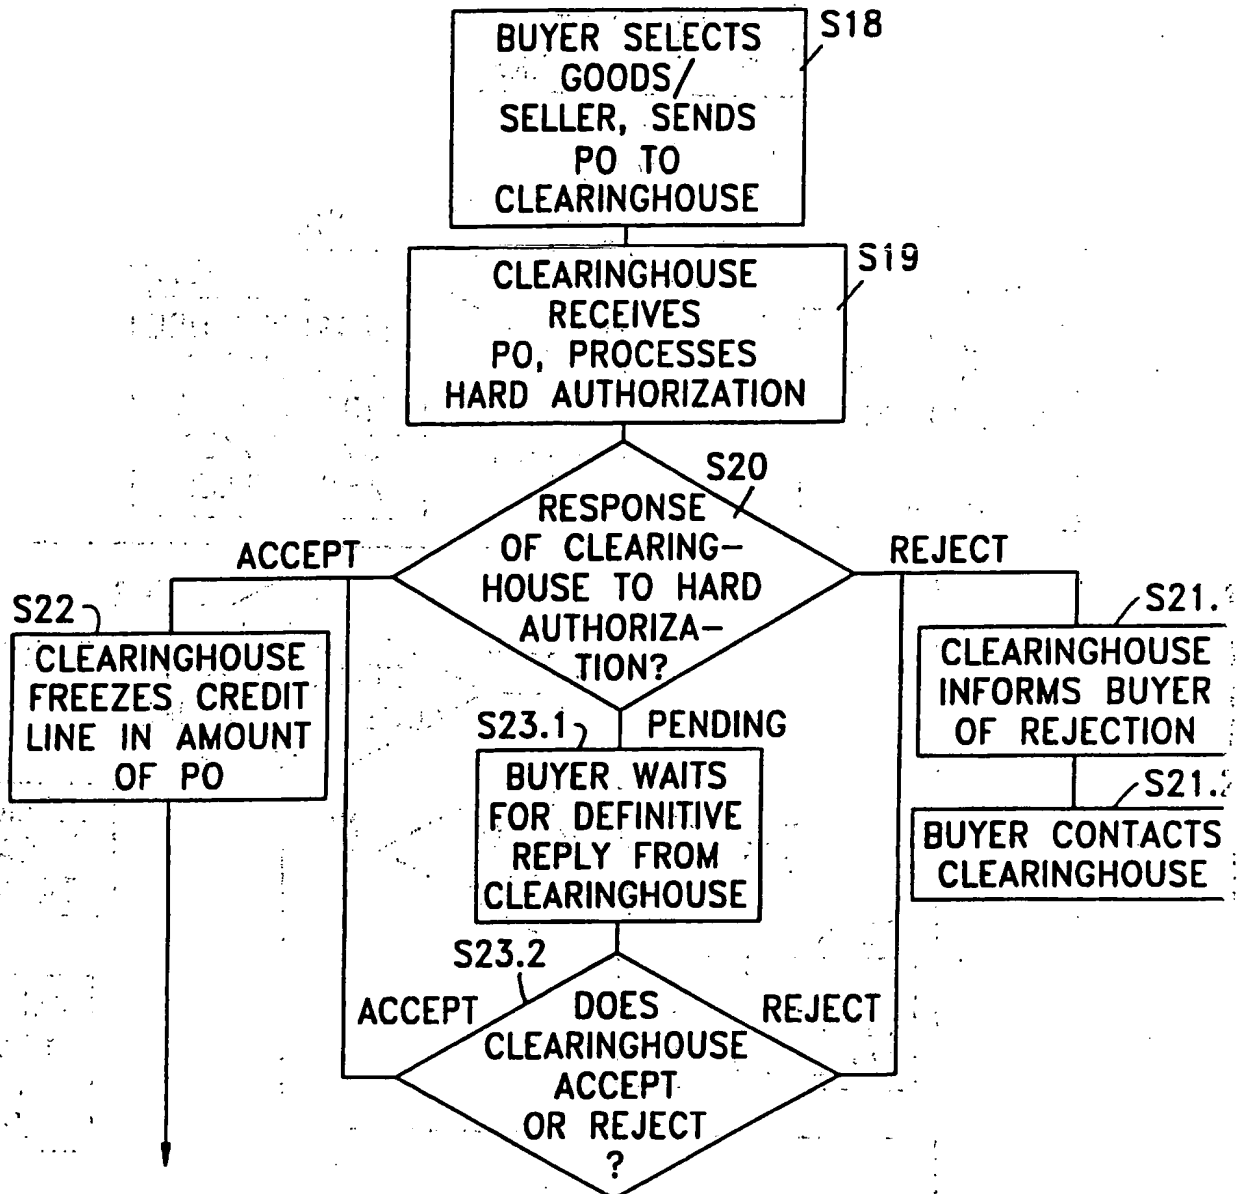 BUYER SELECTS
GOODS/
SELLER, SENDS
PO TO
CLEARINGHOUSE
S18
CLEARINGHOUSE
RECEIVES
PO, PROCESSES
HARD AUTHORIZATION
S19
S20
RESPONSE
OF CLEARING-
HOUSE TO HARD
AUTHORIZA-
TION?
ACCEPT
REJECT
S22
CLEARINGHOUSE
FREEZES CREDIT
LINE IN AMOUNT
OF PO
S21.
CLEARINGHOUSE
INFORMS BUYER
OF REJECTION
S21.2
BUYER CONTACTS
CLEARINGHOUSE
S23.1
PENDING
BUYER WAITS
FOR DEFINITIVE
REPLY FROM
CLEARINGHOUSE
S23.2
ACCEPT
REJECT
DOES
CLEARINGHOUSE
ACCEPT
OR REJECT
?